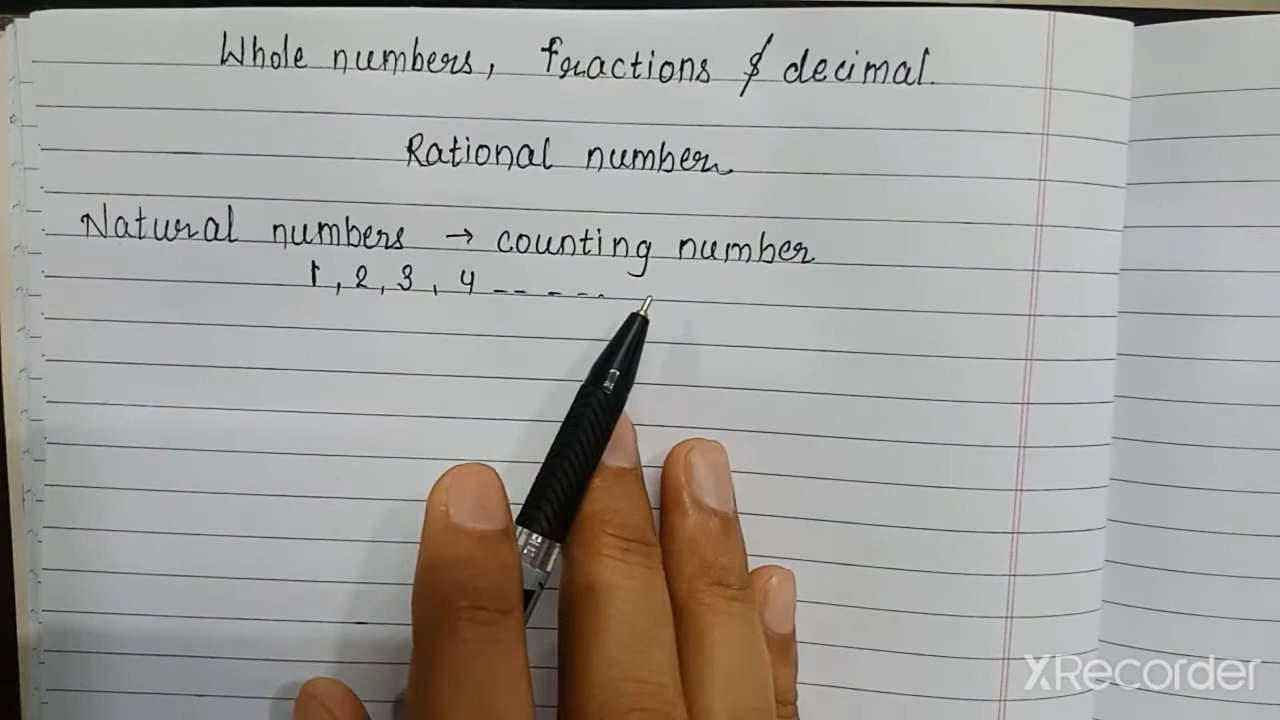 Whole numbers, fractions & decimal.
Rational number
Natural numbers → counting number
1, 2, 3, 4 -- - - - .
XRecorder